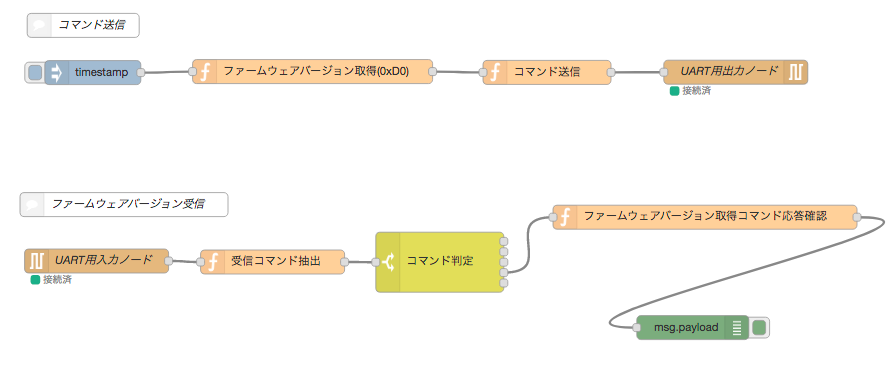 コマンド送信
timestamp
ファームウェアバージョン取得(0xD0)
コマンド送信
UART用出力ノード
接続済
ファームウェアバージョン受信
ファームウェアバージョン取得コマンド応答確認
UART用入力ノード
受信コマンド抽出
コマンド判定
接続済
msg.payload